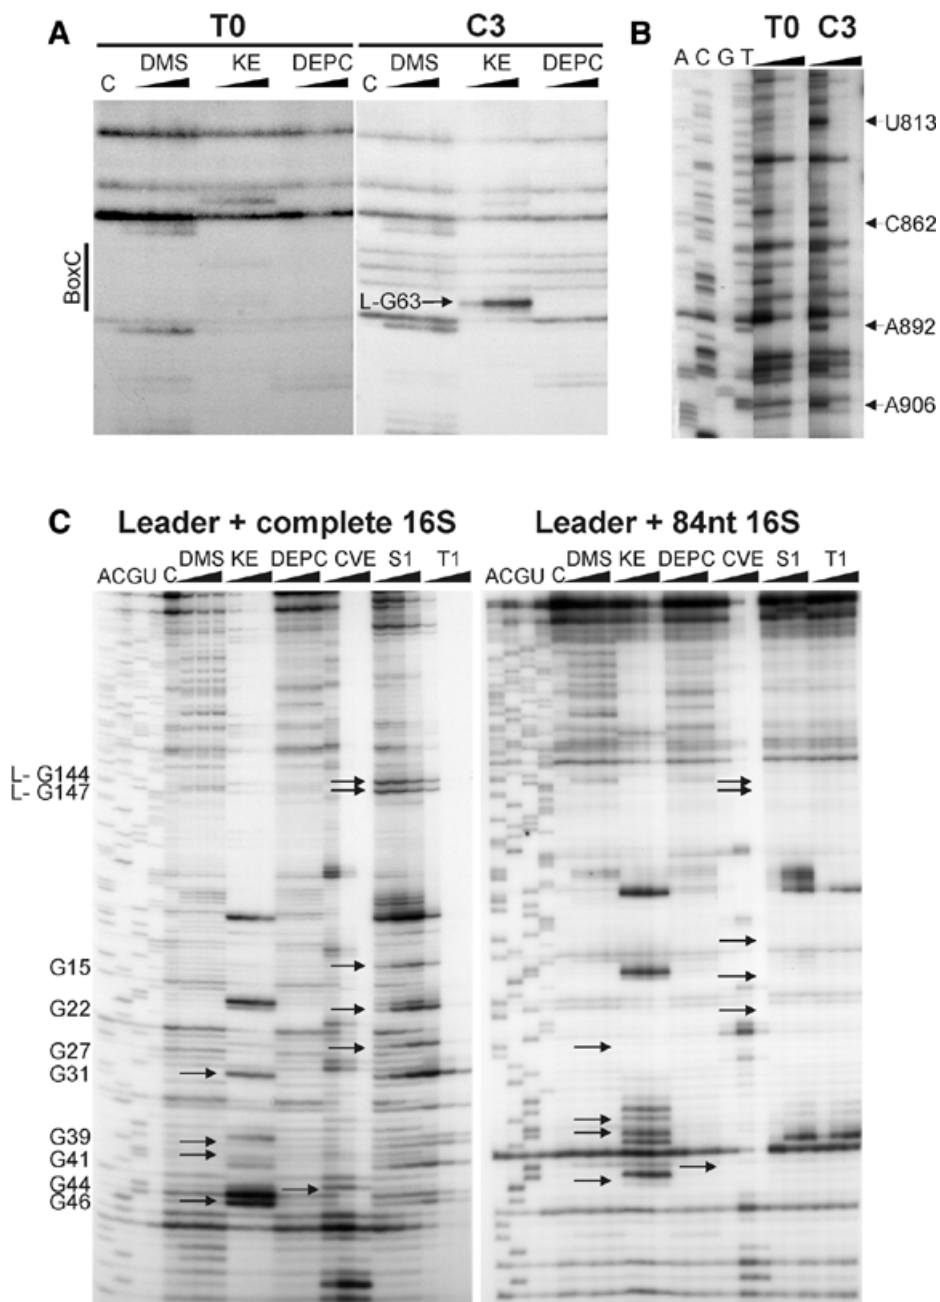 A T0 C3
DMS KE DEPC DMS KE DEPC
C C
BoxC
L-G63
B T0 C3
A C G T
U813
C862
A892
A906
C Leader + complete 16S Leader + 84nt 16S
DMS KE DEPC CVE S1 T1 DMS KE DEPC CVE S1 T1
ACGU C ACGU C
L- G144
L- G147
G15
G22
G27
G31
G39
G41
G44
G46